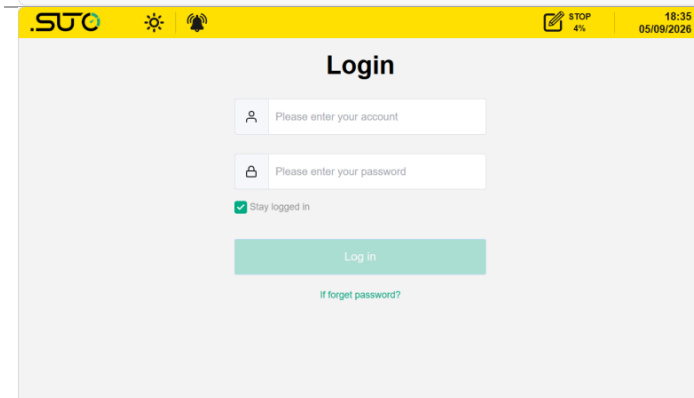 SUTO
STOP
4%
18:35
05/09/2026
Login
Please enter your account
Please enter your password
Stay logged in
Log in
If forget password?